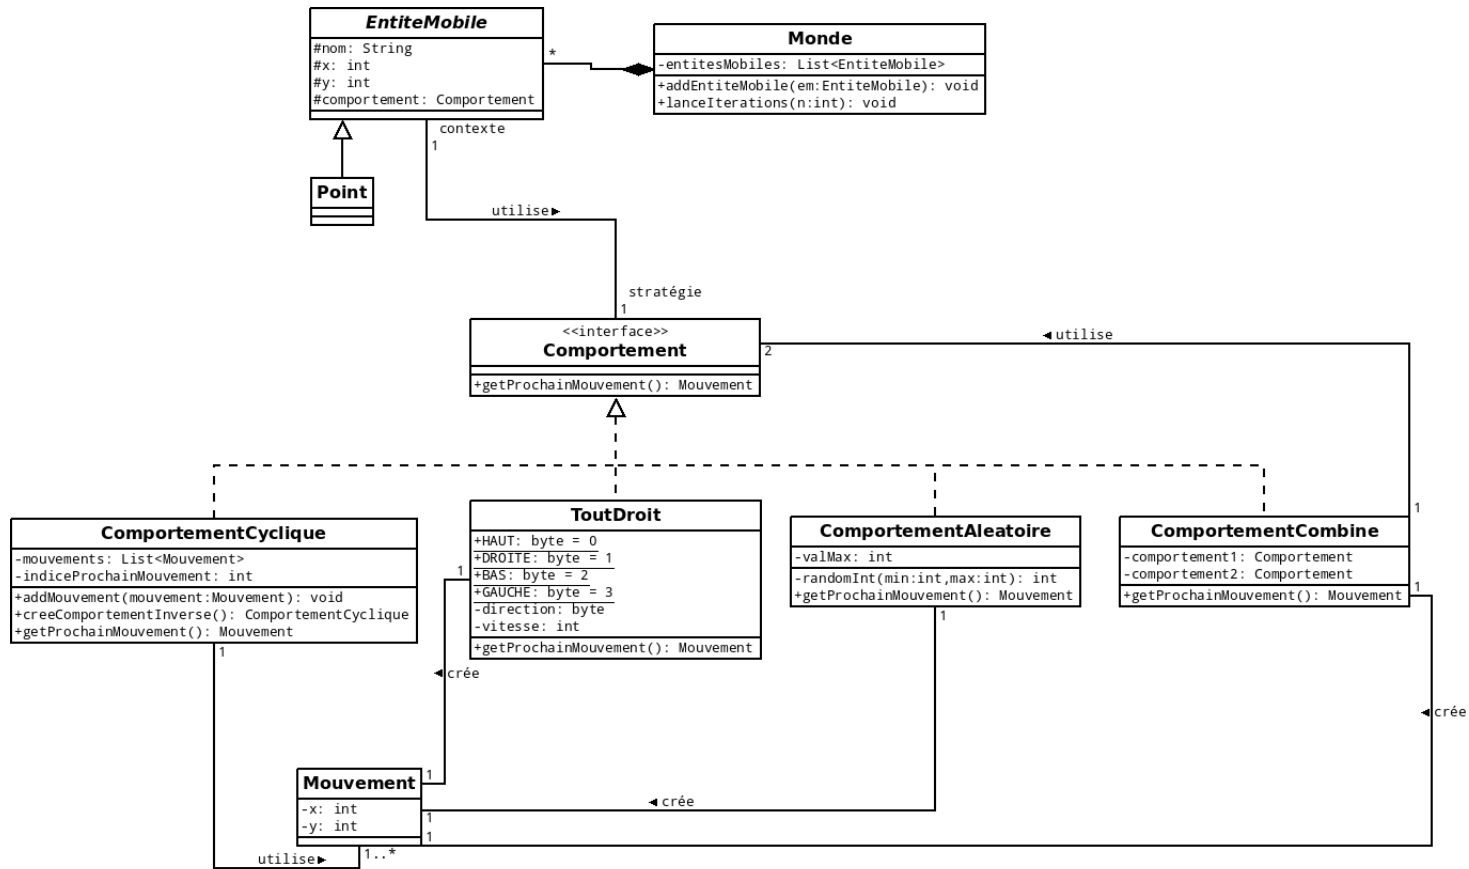 EntiteMobile
#nom: String
#x: int
#y: int
#comportement: Comportement
*
Monde
-entitesMobiles: List<EntiteMobile>
+addEntiteMobile(em:EntiteMobile): void
+lanceIterations(n:int): void
contexte
1
Point
utilise
stratégie
1
<<interface>>
Comportement
+getProchainMouvement(): Mouvement
2
utilise
1
ComportementCyclique
-mouvements: List<Mouvement>
-indiceProchainMouvement: int
+addMouvement(mouvement:Mouvement): void
+creeComportementInverse(): ComportementCyclique
+getProchainMouvement(): Mouvement
1
ToutDroit
+HAUT: byte = 0
+DROITE: byte = 1
+BAS: byte = 2
+GAUCHE: byte = 3
-direction: byte
-vitesse: int
+getProchainMouvement(): Mouvement
1
crée
ComportementAleatoire
-valMax: int
-randomInt(min:int,max:int): int
+getProchainMouvement(): Mouvement
1
ComportementCombine
-comportement1: Comportement
-comportement2: Comportement
+getProchainMouvement(): Mouvement
1
crée
Mouvement
-x: int
-y: int
1
crée
1
1
utilise
1..*